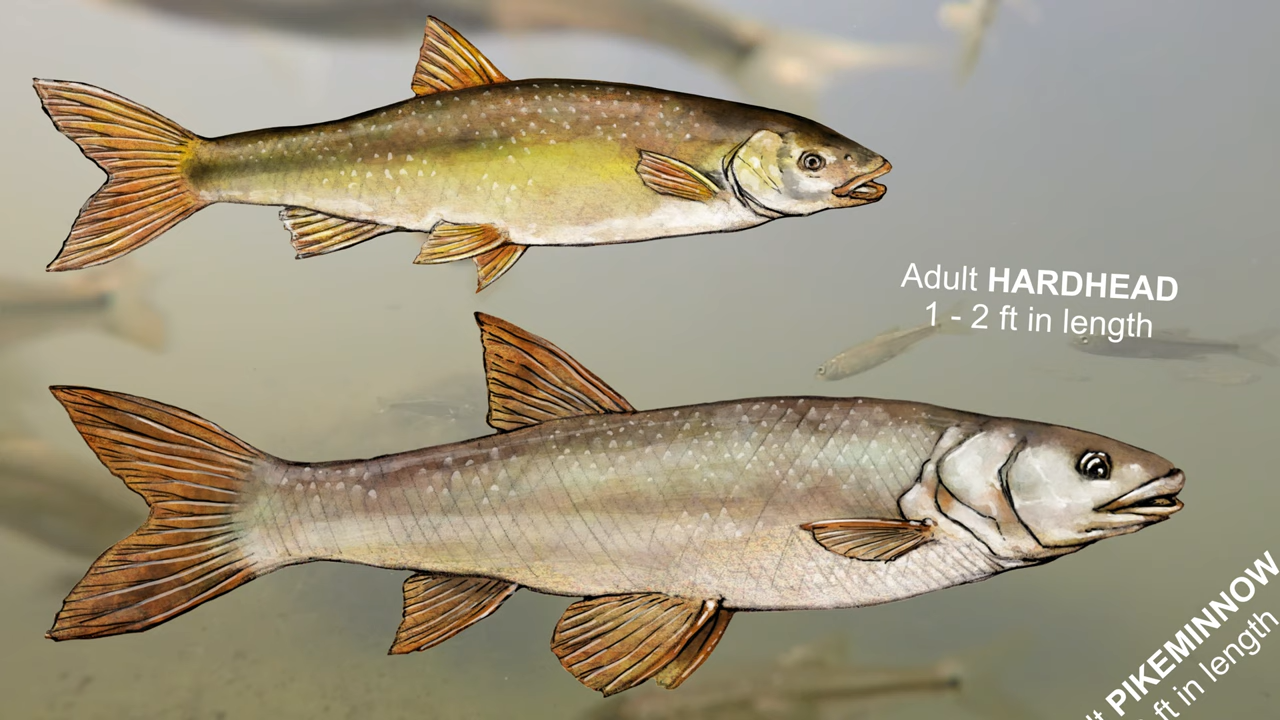 Adult HARDHEAD
1 - 2 ft in length
PIKEMINNOW
ft in length